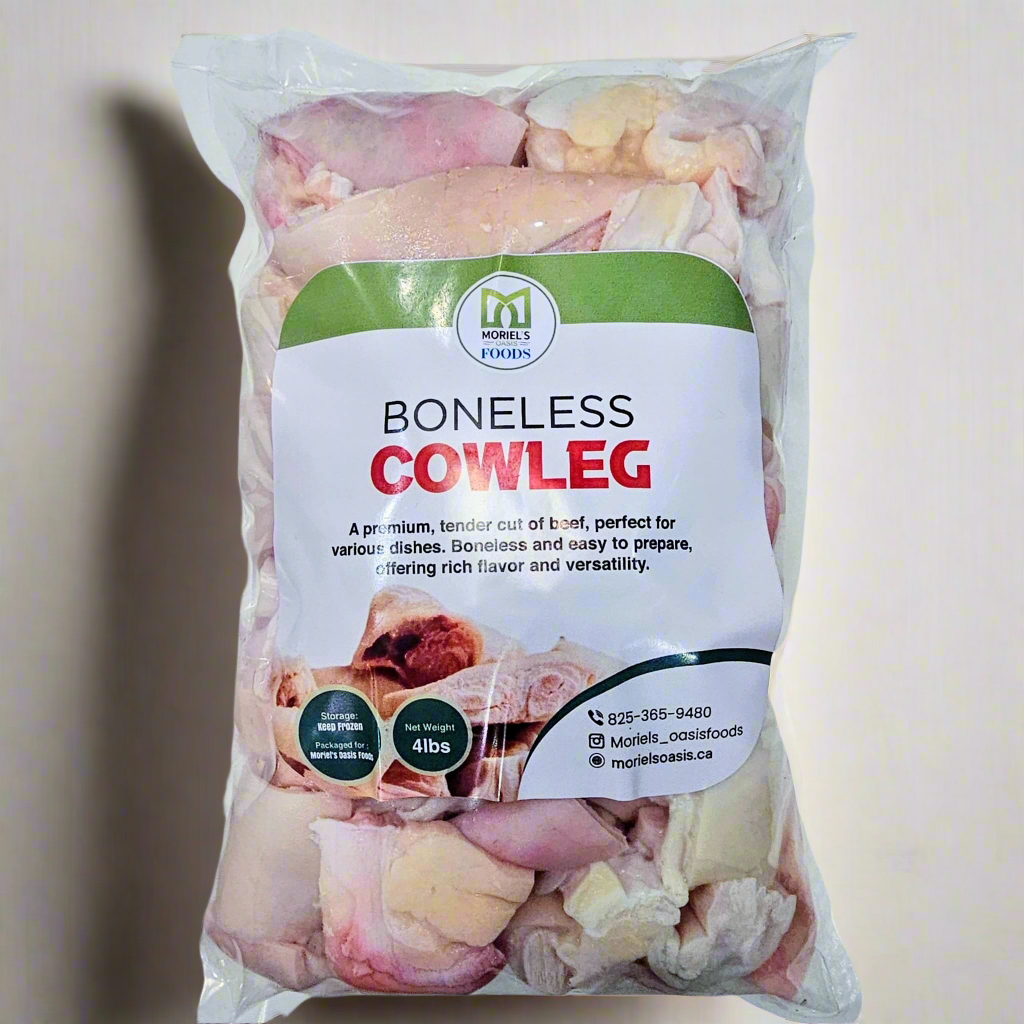 MORIEL'S
OASIS
FOODS
BONELESS
COWLEG
A premium, tender cut of beef, perfect for
various dishes. Boneless and easy to prepare,
offering rich flavor and versatility.
Storage:
Keep Frozen
Packaged for:
Moriel's Oasis Foods
Net Weight
4lbs
825-365-9480
Moriels_oasisfoods
morielsoasis.ca